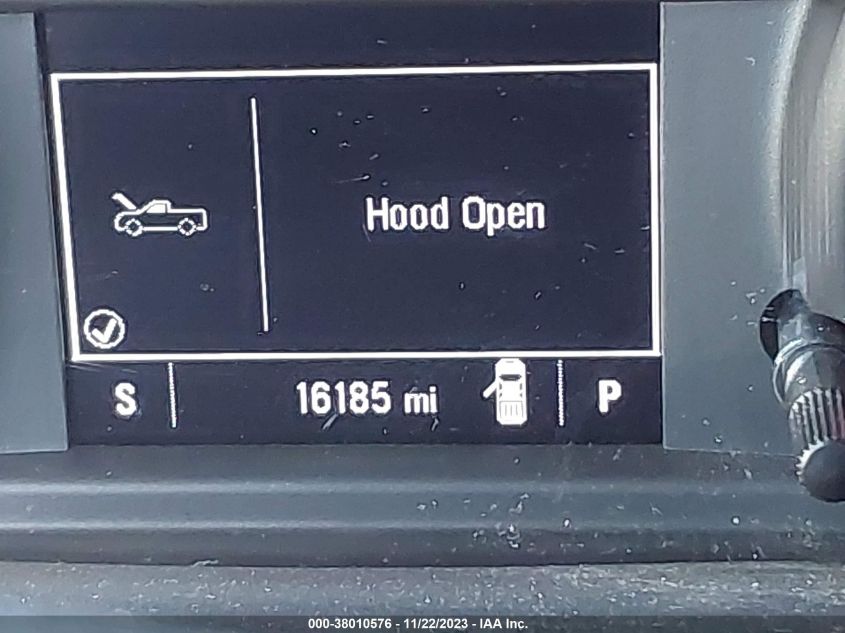 Hood Open
S 16185 mi P
000-38010576 - 11/22/2023 - IAA Inc.